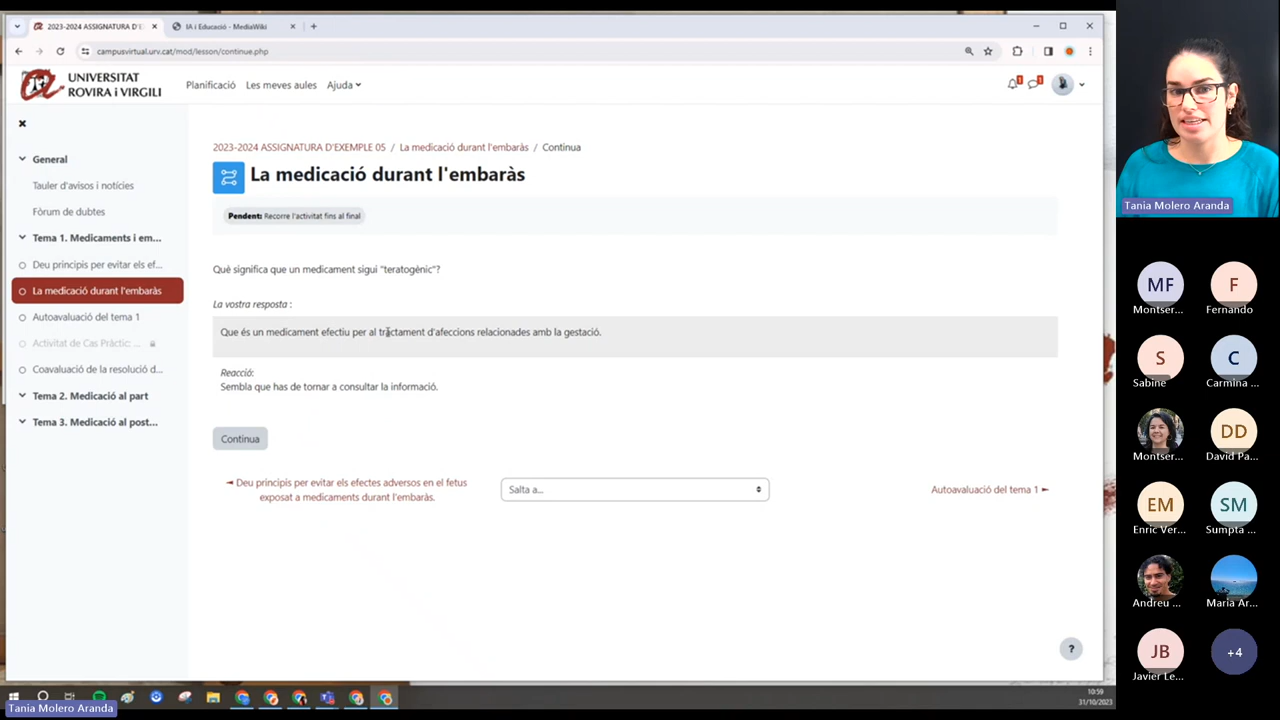 2023-2024 ASSIGNATURA D'E
IA i Educació - MediaWiki
campusvirtual.urv.cat/mod/lesson/continue.php
UNIVERSITAT
ROVIRA i VIRGILI
Planificació
Les meves aules
Ajuda
General
Tauler d'avisos i notícies
Fòrum de dubtes
Tema 1. Medicaments i em...
Deu principis per evitar els ef...
La medicació durant l'embaràs
Autoavaluació del tema 1
Activitat de Cas Pràctic: ...
Coavaluació de la resolució d...
Tema 2. Medicació al part
Tema 3. Medicació al post...
2023-2024 ASSIGNATURA D'EXEMPLE 05 / La medicació durant l'embaràs / Continua
La medicació durant l'embaràs
Pendent: Recorre l'activitat fins al final
Què significa que un medicament sigui "teratogènic"?
La vostra resposta :
Que és un medicament efectiu per al tractament d'afeccions relacionades amb la gestació.
Reacció:
Sembla que has de tornar a consultar la informació.
Continua
◄ Deu principis per evitar els efectes adversos en el fetus
exposat a medicaments durant l'embaràs.
Salta a...
Autoavaluació del tema 1 ►
?
10:59
31/10/2023
Tania Molero Aranda
Tania Molero Aranda
MF
Montser...
F
Fernando
S
Sabine
C
Carmina ...
Montser...
DD
David Pa...
EM
Enric Ver...
SM
Sumpta ...
Andreu ...
Maria Ar...
JB
Javier Le...
+4